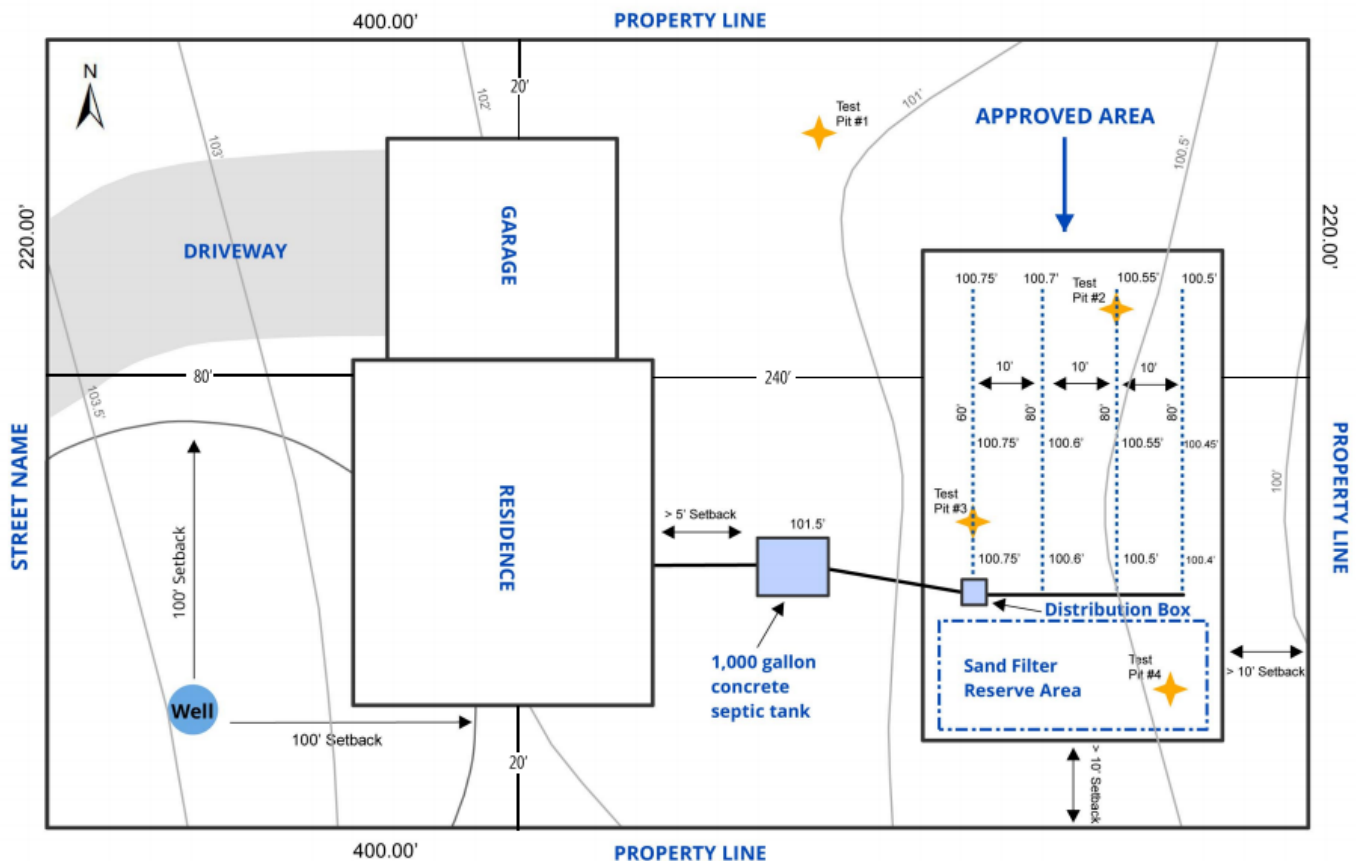 400.00'
PROPERTY LINE
N
20'
102'
103'
101'
Test
Pit #1
APPROVED AREA
100.5'
220.00'
220.00'
GARAGE
DRIVEWAY
100.75'
100.7'
Test
Pit #2
100.55'
100.5'
80'
240'
10'
10'
10'
103.5'
60'
80'
80'
80'
100.75'
100.6'
100.55'
100.45'
STREET NAME
PROPERTY LINE
RESIDENCE
100'
Test
Pit #3
> 5' Setback
101.5'
100' Setback
100.75'
100.6'
100.5'
100.4'
Distribution Box
1,000 gallon
concrete
septic tank
Sand Filter
Reserve Area
Test
Pit #4
> 10' Setback
Well
100' Setback
20'
> 10' Setback
400.00'
PROPERTY LINE